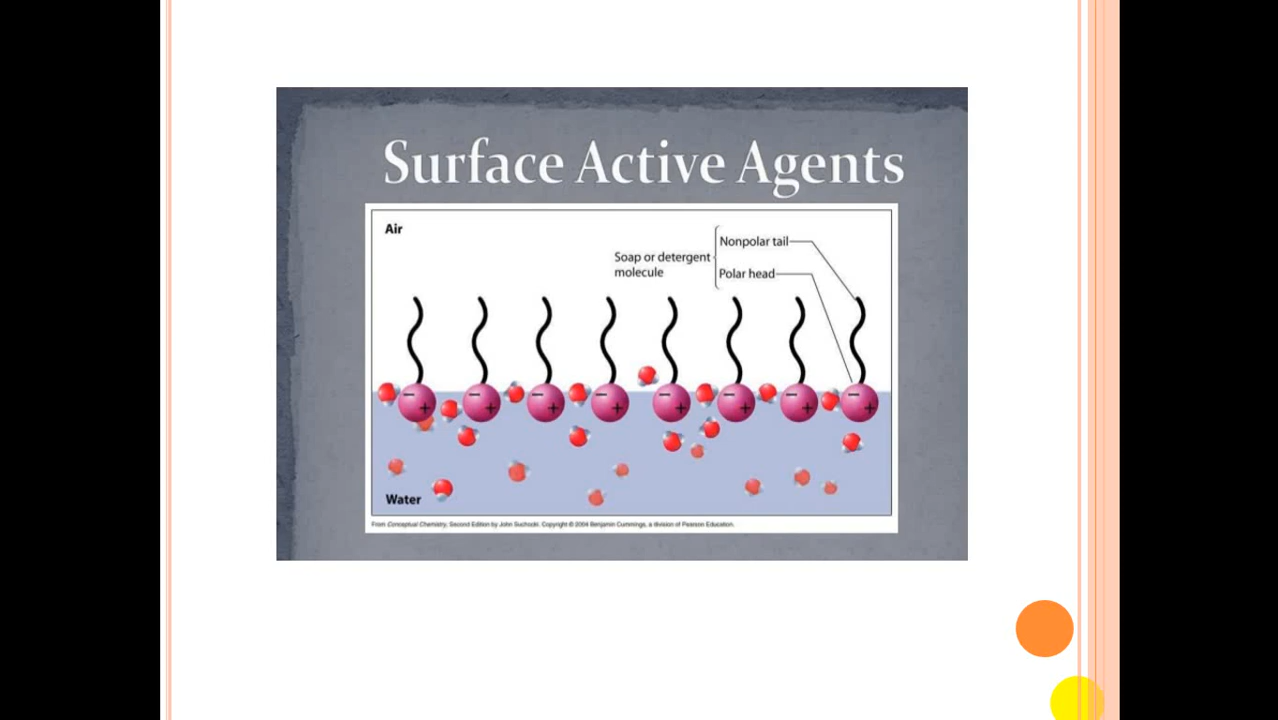 Surface Active Agents
Air
Nonpolar tail
Soap or detergent
molecule
Polar head
− + − + − + − + − + − + − + − +
Water
From Conceptual Chemistry, Second Edition by John Suchocki. Copyright © 2004 Benjamin Cummings, a division of Pearson Education.